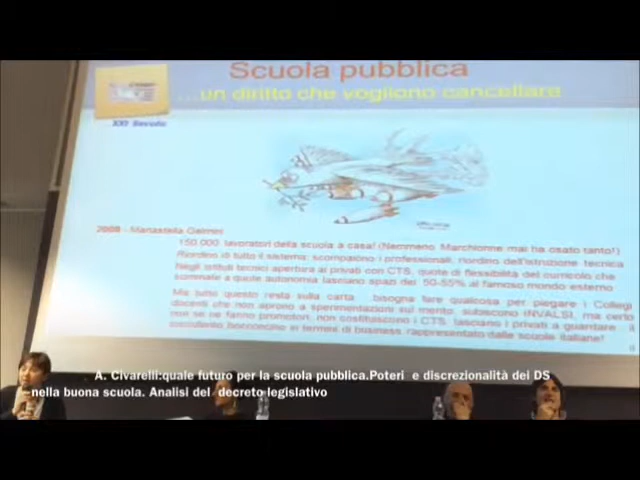 Scuola pubblica
...un diritto che vogliono cancellare
XXI Secolo
2008 - Mariastella Gelmini
150.000 lavoratori della scuola a casa! (Nemmeno Marchionne mai ha osato tanto!)
Riordino di tutto il sistema: scompaiono i professionali, riordino dell'istruzione tecnica
Negli istituti tecnici apertura ai privati con CTS, quote di flessibilità del curricolo che
sommate a quote autonomia lasciano spazi del 50-55% al famoso mondo esterno
Ma tutto questo resta sulla carta bisogna fare qualcosa per piegare i Collegi
docenti che non aprono a sperimentazioni sul merito, subiscono INVALSI, ma certo
non se ne fanno promotori, non costituiscono i CTS, lasciano i privati a guardare il
in termini di business rappresentato dalle scuole italiane!
A. Civarelli:quale futuro per la scuola pubblica.Poteri e discrezionalità dei DS
nella buona scuola. Analisi del decreto legislativo